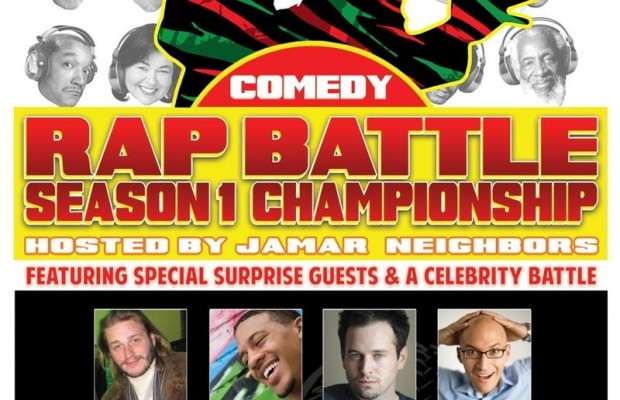 COMEDY
RAP BATTLE
SEASON 1 CHAMPIONSHIP
HOSTED BY JAMAR NEIGHBORS
FEATURING SPECIAL SURPRISE GUESTS & A CELEBRITY BATTLE